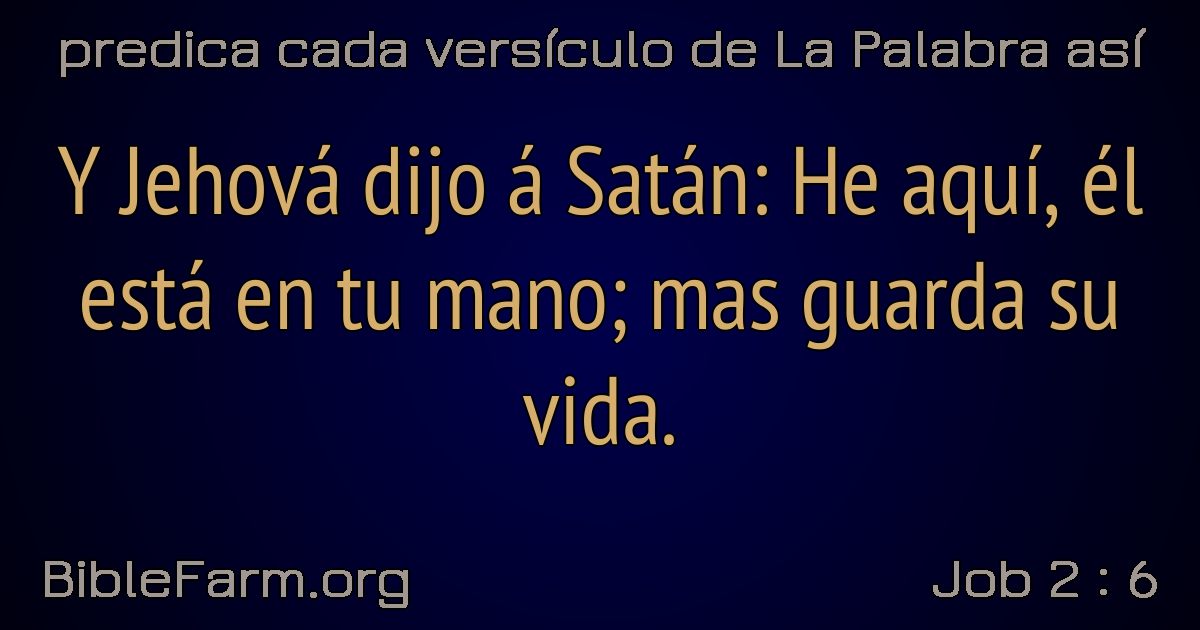 predica cada versículo de La Palabra así
Y Jehová dijo á Satán: He aquí, él
está en tu mano; mas guarda su
vida.
BibleFarm.org
Job 2 : 6